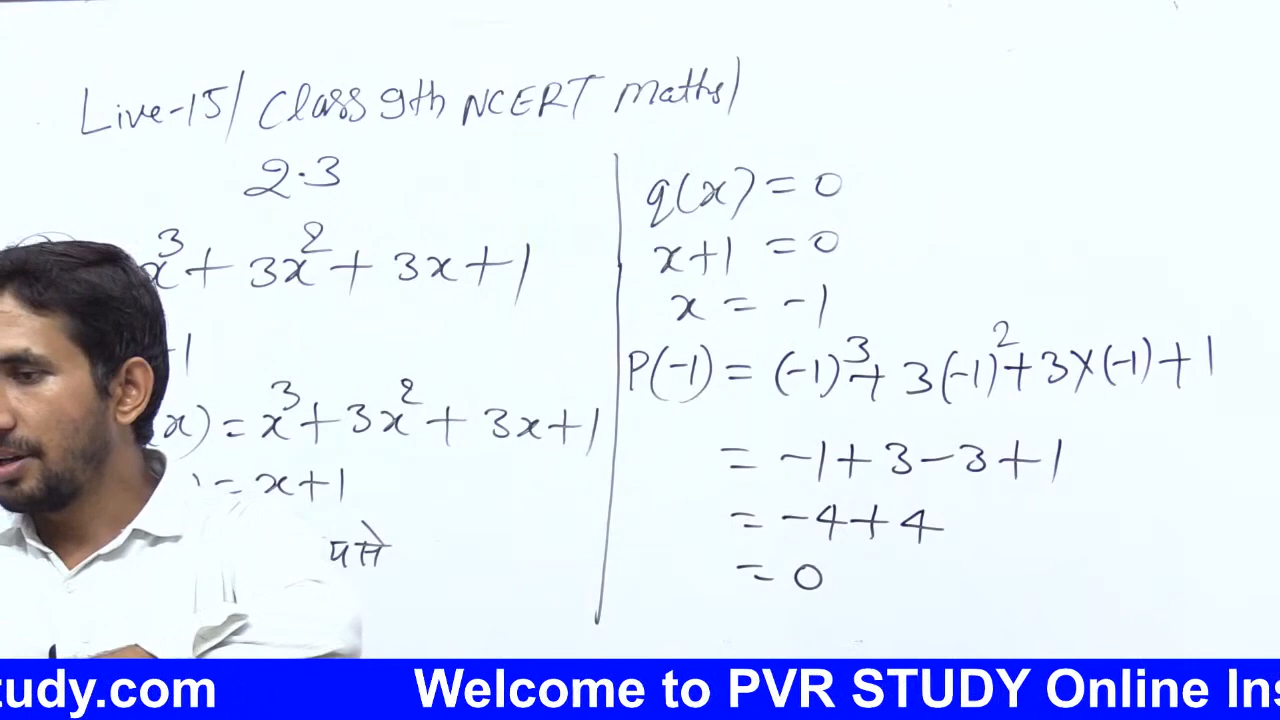 Live-15/ Class 9th NCERT Maths/
2.3
x³ + 3x² + 3x + 1
+1
(x) = x³ + 3x² + 3x + 1
= x + 1
q(x) = 0
x + 1 = 0
x = -1
P(-1) = (-1)³ + 3(-1)² + 3×(-1) + 1
= -1 + 3 - 3 + 1
= -4 + 4
= 0
tudy.com
Welcome to PVR STUDY Online Ins